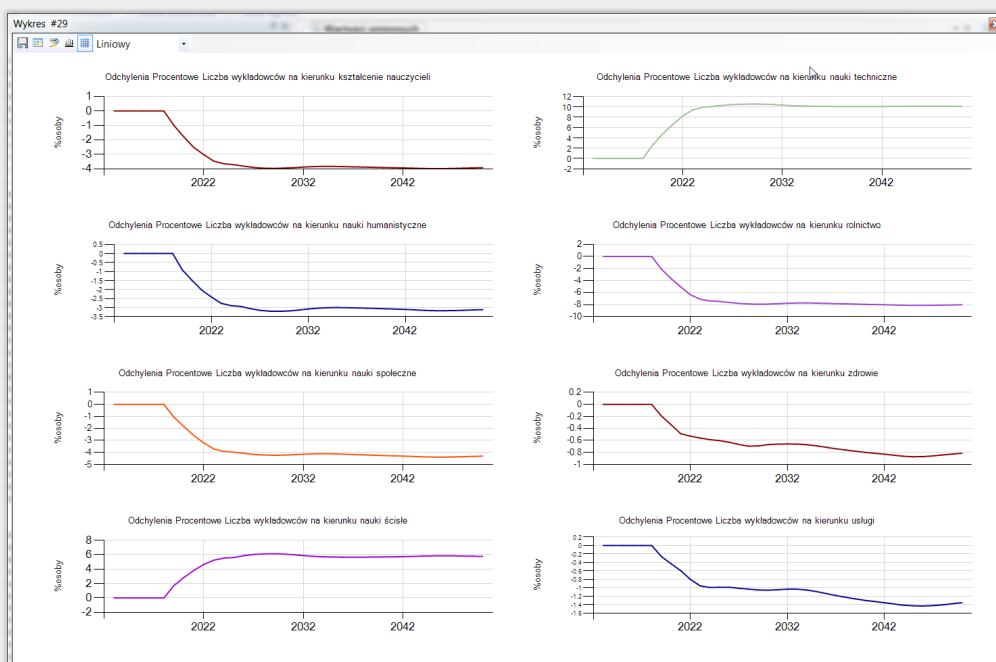 Wykres #29
Liniowy
Odchylenia Procentowe Liczba wykładowców na kierunku kształcenie nauczycieli
%osoby
1
0
-1
-2
-3
-4
2022 2032 2042
Odchylenia Procentowe Liczba wykładowców na kierunku nauki techniczne
%osoby
12
10
8
6
4
2
0
-2
2022 2032 2042
Odchylenia Procentowe Liczba wykładowców na kierunku nauki humanistyczne
%osoby
0.5
0
-0.5
-1
-1.5
-2
-2.5
-3
-3.5
2022 2032 2042
Odchylenia Procentowe Liczba wykładowców na kierunku rolnictwo
%osoby
2
0
-2
-4
-6
-8
-10
2022 2032 2042
Odchylenia Procentowe Liczba wykładowców na kierunku nauki społeczne
%osoby
1
0
-1
-2
-3
-4
-5
2022 2032 2042
Odchylenia Procentowe Liczba wykładowców na kierunku zdrowie
%osoby
0.2
0
-0.2
-0.4
-0.6
-0.8
-1
2022 2032 2042
Odchylenia Procentowe Liczba wykładowców na kierunku nauki ścisłe
%osoby
8
6
4
2
0
-2
2022 2032 2042
Odchylenia Procentowe Liczba wykładowców na kierunku usługi
%osoby
0.2
0
-0.2
-0.4
-0.6
-0.8
-1
-1.2
-1.4
-1.6
2022 2032 2042